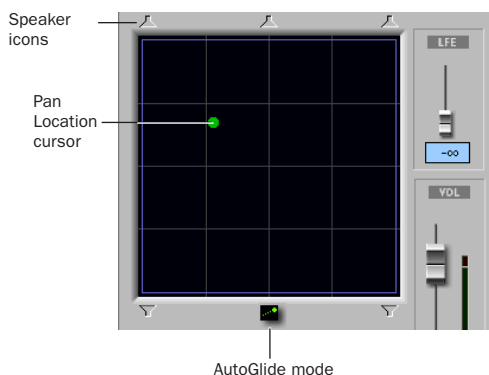 Speaker
icons
LFE
Pan
Location
cursor
-∞
VOL
AutoGlide mode